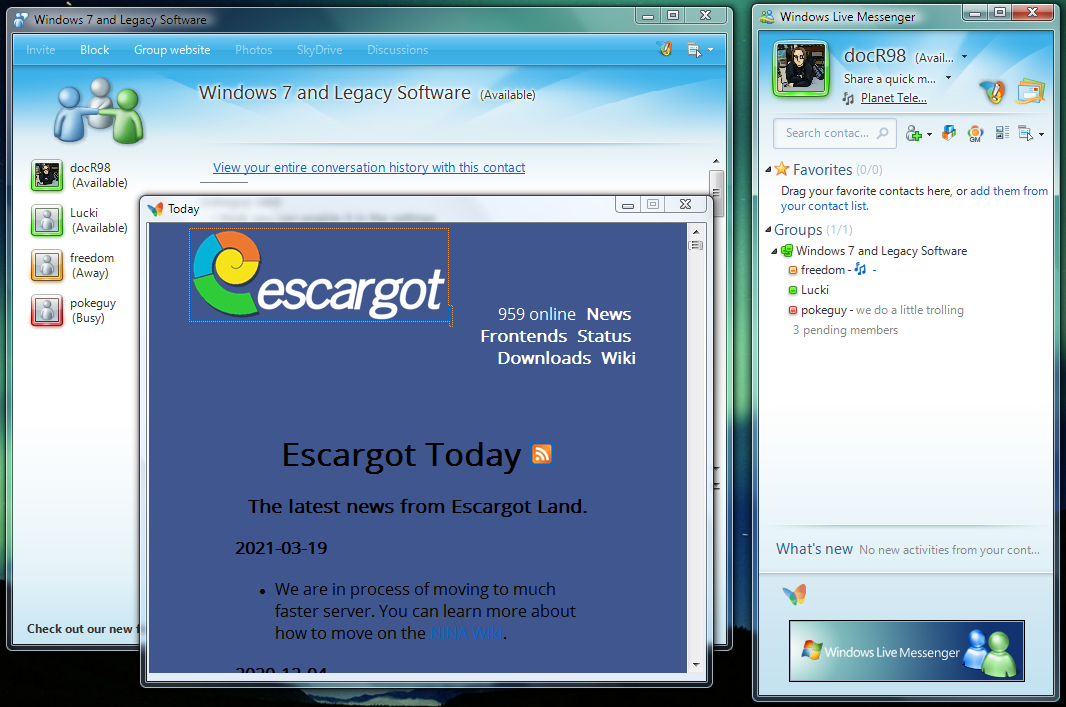 Windows 7 and Legacy Software
Invite Block Group website Photos SkyDrive Discussions
Windows 7 and Legacy Software (Available)
docR98
(Available)
Lucki
(Available)
freedom
(Away)
pokeguy
(Busy)
View your entire conversation history with this contact
Check out our new f
Today
escargot
959 online News
Frontends Status
Downloads Wiki
Escargot Today
The latest news from Escargot Land.
2021-03-19
• We are in process of moving to much
faster server. You can learn more about
how to move on the NINA Wiki.
2020-12-04
Windows Live Messenger
docR98 (Avail...
Share a quick m...
Planet Tele...
Search contac...
GM
Favorites (0/0)
Drag your favorite contacts here, or add them from
your contact list.
Groups (1/1)
Windows 7 and Legacy Software
freedom - -
Lucki
pokeguy - we do a little trolling
3 pending members
What's new No new activities from your cont...
Windows Live Messenger